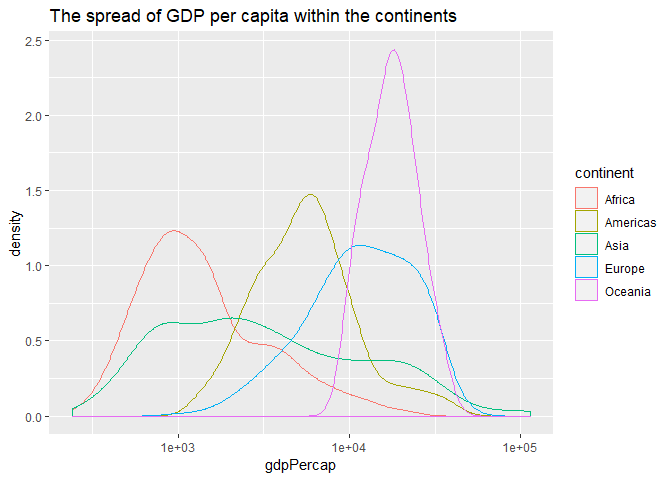 The spread of GDP per capita within the continents
2.5
2.0
1.5
1.0
0.5
0.0
density
1e+03
1e+04
1e+05
gdpPercap
continent
Africa
Americas
Asia
Europe
Oceania